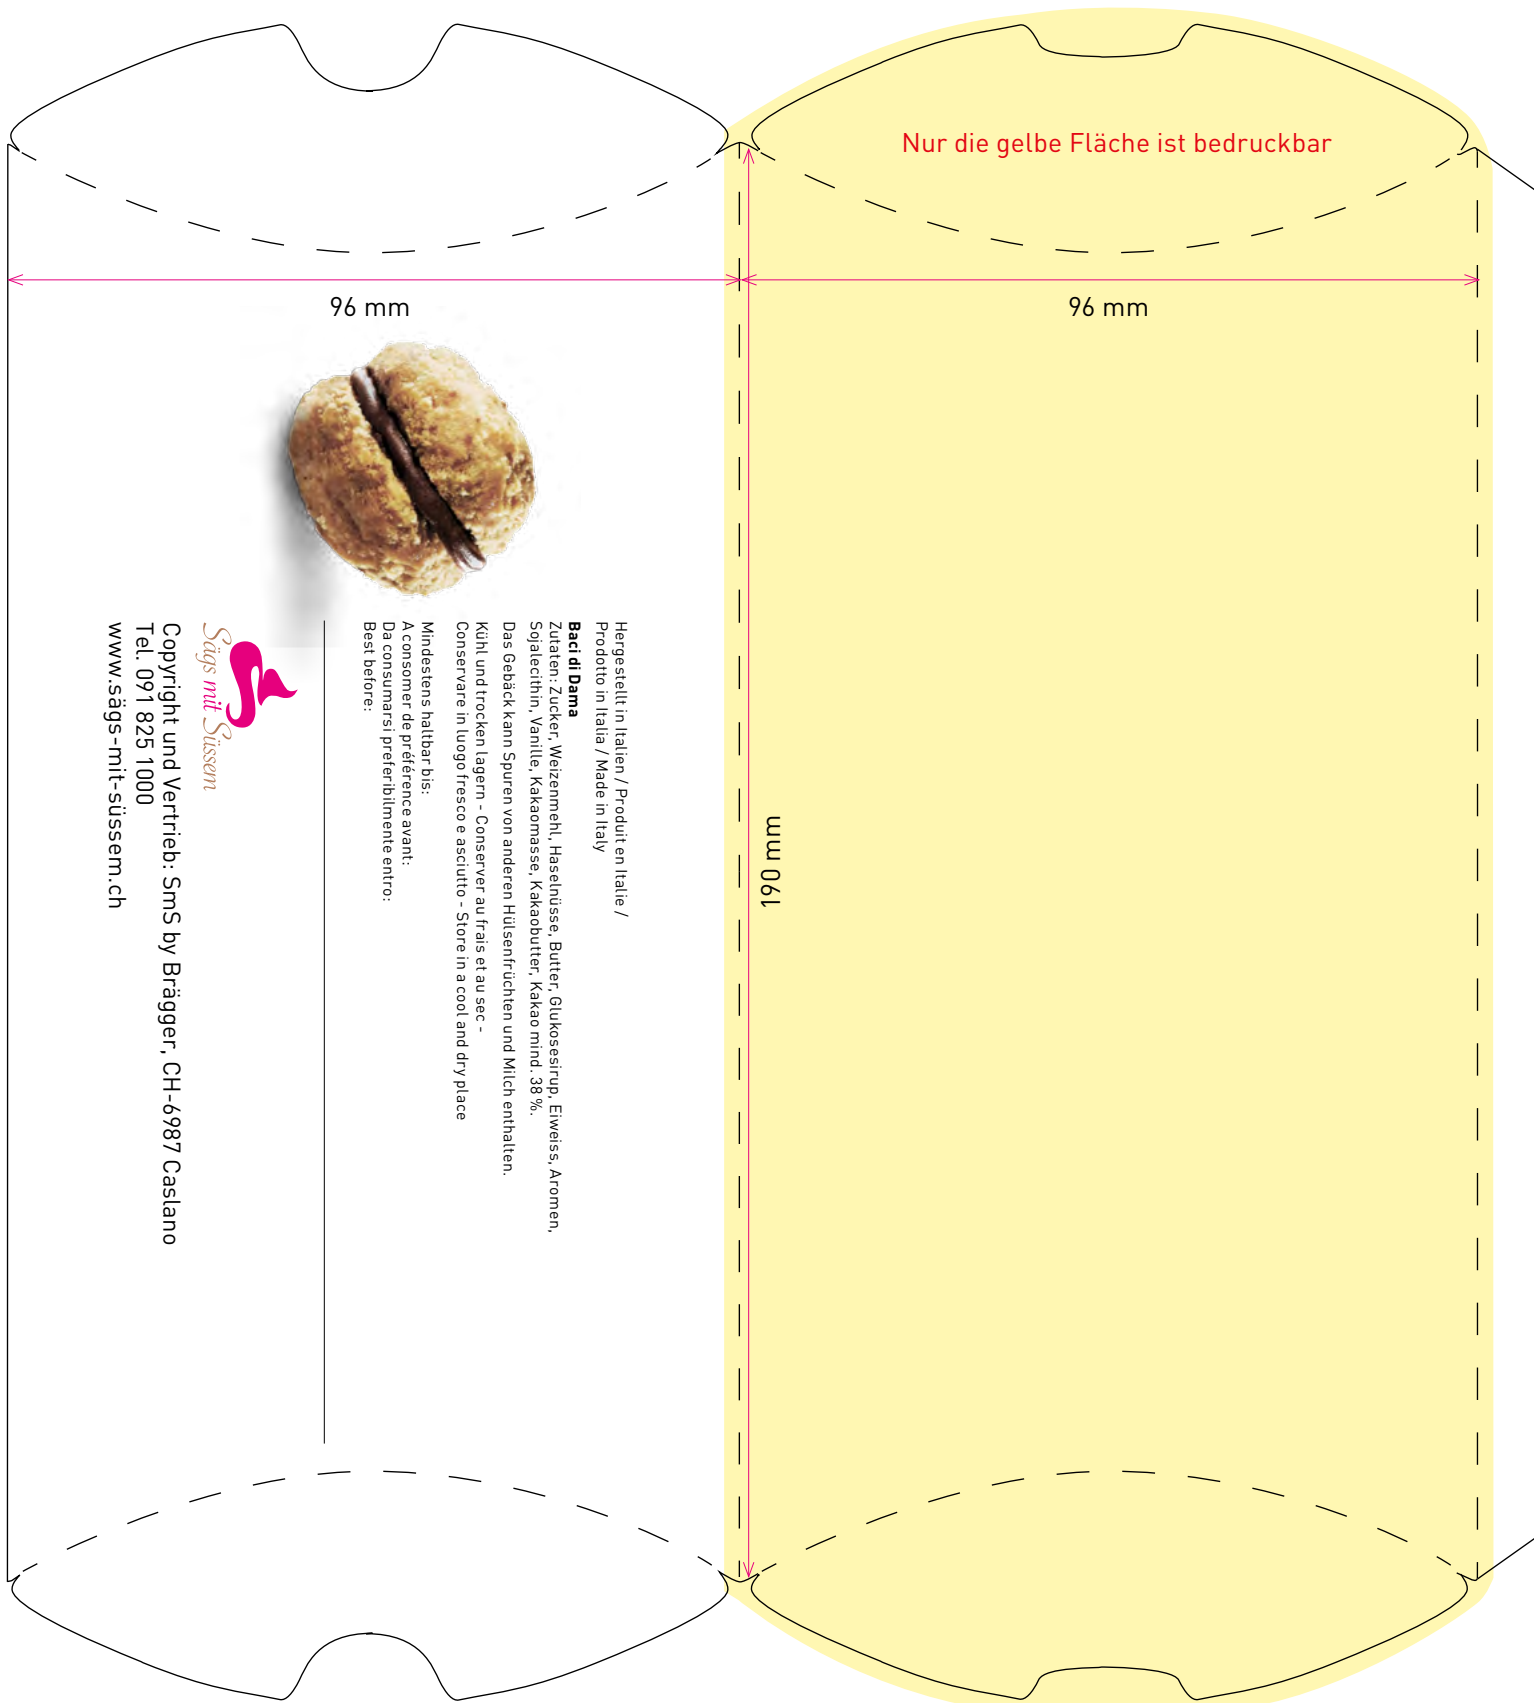 Nur die gelbe Fläche ist bedruckbar
96 mm
96 mm
190 mm
Hergestellt in Italien / Produit en Italie /
Prodotto in Italia / Made in Italy
Baci di Dama
Zutaten: Zucker, Weizenmehl, Haselnüsse, Butter, Glukosesirup, Eiweiss, Aromen,
Sojalecithin, Vanille, Kakaomasse, Kakaobutter, Kakao mind. 38 %.
Das Gebäck kann Spuren von anderen Hülsenfrüchten und Milch enthalten.
Kühl und trocken lagern - Conserver au frais et au sec -
Conservare in luogo fresco e asciutto - Store in a cool and dry place
Mindestens haltbar bis:
A consomer de préférence avant:
Da consumarsi preferibilmente entro:
Best before:
Sägs mit Süssem
Copyright und Vertrieb: SmS by Brägger, CH-6987 Caslano
Tel. 091 825 1000
www.sägs-mit-süssem.ch